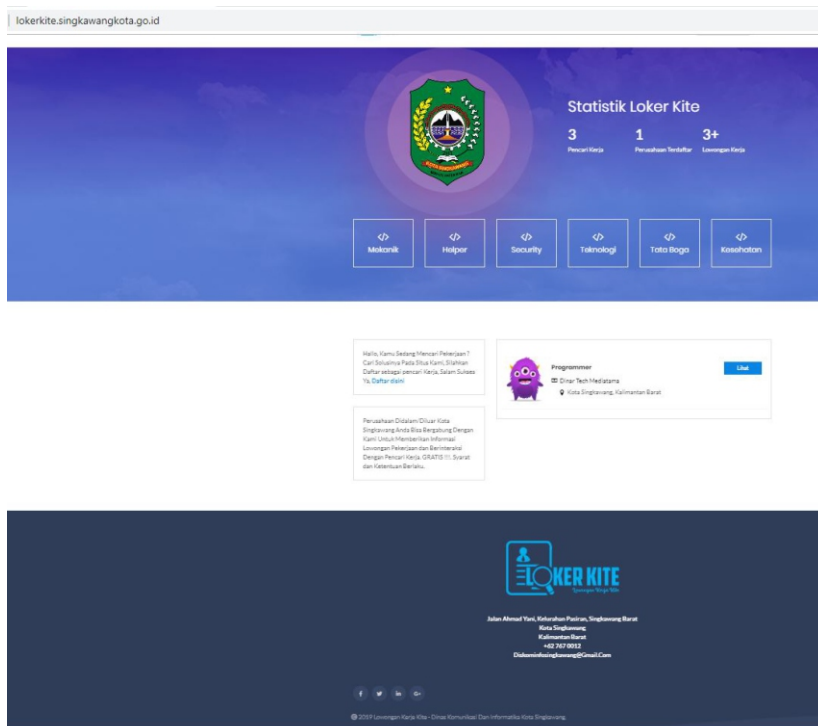 lokerkite.singkawangkota.go.id
Statistik Loker Kite
3 1 3+
Pencari Kerja Perusahaan Terdaftar Lowongan Kerja
</> </> </> </> </> </>
Mekanik Helper Security Teknologi Tata Boga Kesehatan
Hallo, Kamu Sedang Mencari Pekerjaan ?
Cari Solusinya Pada Situs Kami, Silahkan
Daftar sebagai pencari Kerja, Salam Sukses
Ya, Daftar disini
Programmer
Dinar Tech Mediatama
Kota Singkawang, Kalimantan Barat
Lihat
Perusahaan Didalam/Diluar Kota
Singkawang Anda Bisa Bergabung Dengan
Kami Untuk Memberikan Informasi
Lowongan Pekerjaan dan Berinteraksi
Dengan Pencari Kerja. GRATIS !!!. Syarat
dan Ketentuan Berlaku.
LOKER KITE
Lowongan Kerja Kite
Jalan Ahmad Yani, Kelurahan Pasiran, Singkawang Barat
Kota Singkawang
Kalimantan Barat
+62 767 0012
Diskominfosingkawang@Gmail.Com
© 2019 Lowongan Kerja Kite - Dinas Komunikasi Dan Informatika Kota Singkawang.